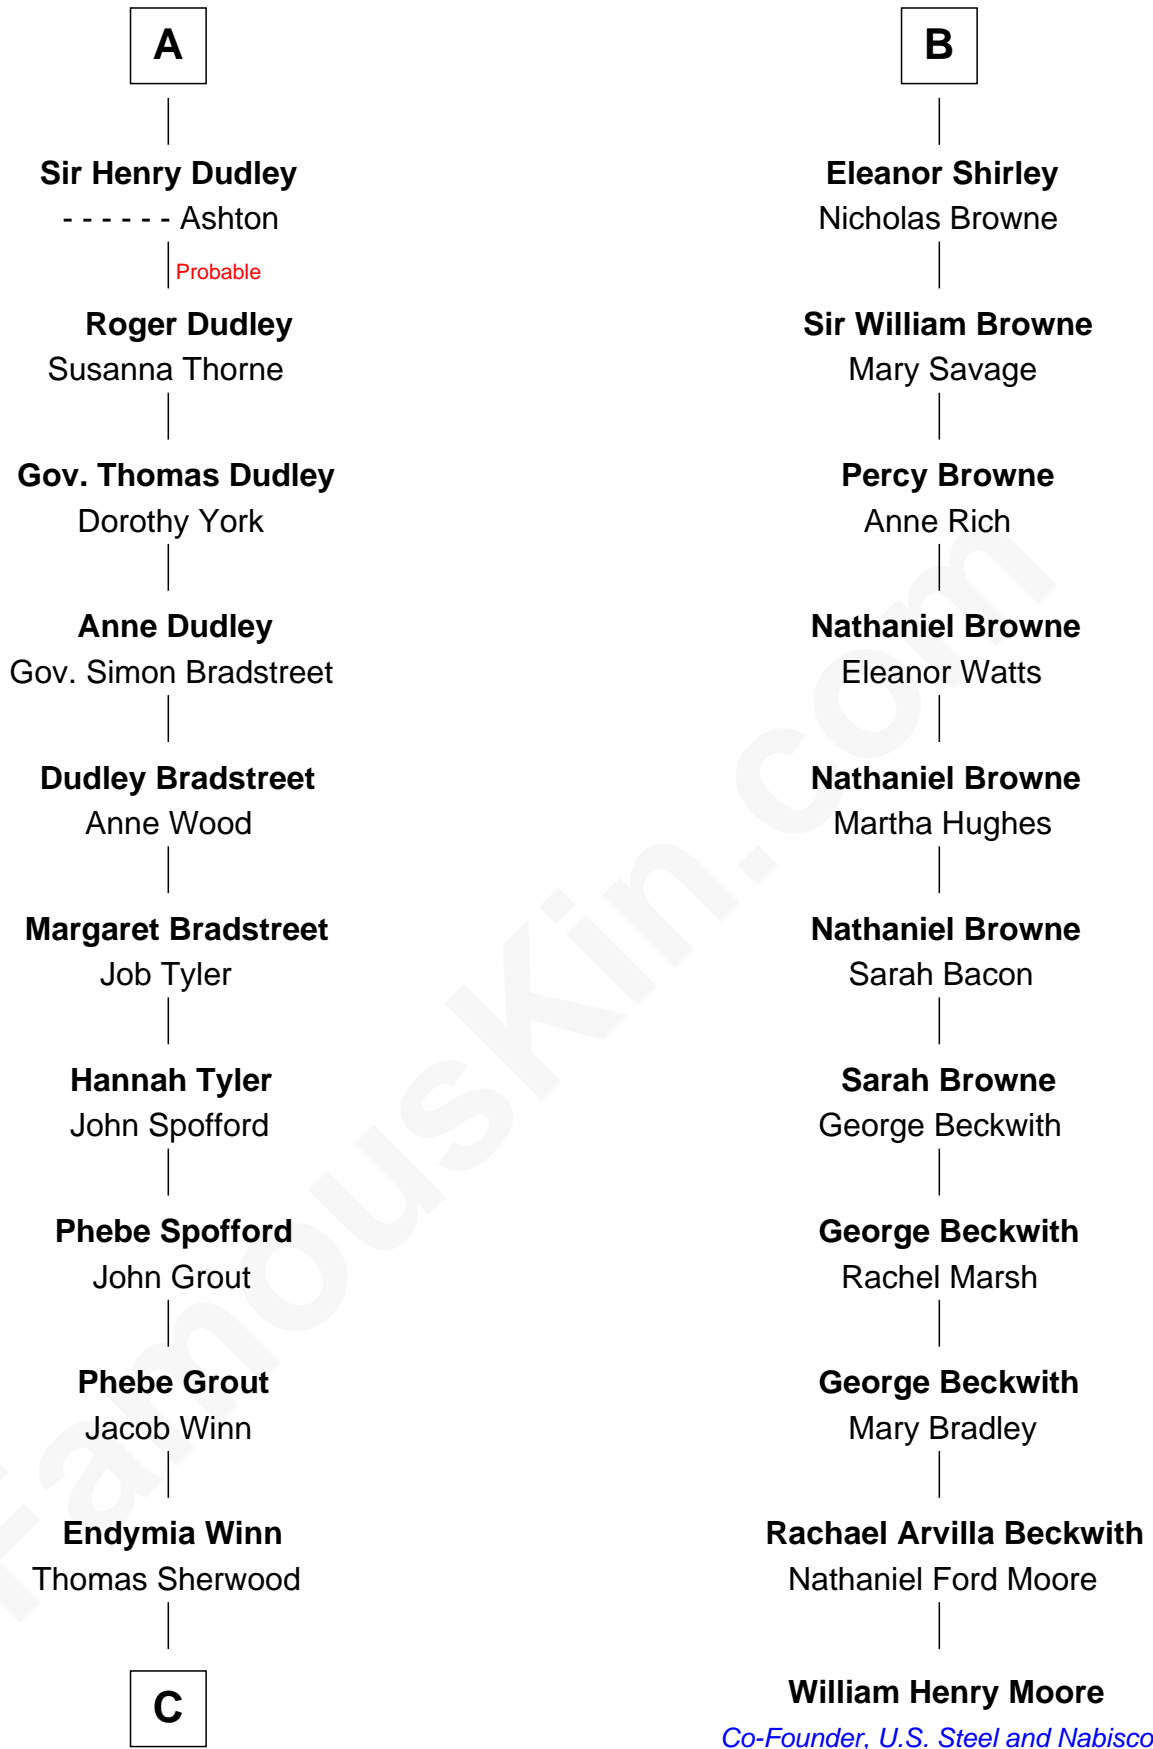 A
Sir Henry Dudley
- - - - - - Ashton
Probable
Roger Dudley
Susanna Thorne
Gov. Thomas Dudley
Dorothy York
Anne Dudley
Gov. Simon Bradstreet
Dudley Bradstreet
Anne Wood
Margaret Bradstreet
Job Tyler
Hannah Tyler
John Spofford
Phebe Spofford
John Grout
Phebe Grout
Jacob Winn
Endymia Winn
Thomas Sherwood
C
B
Eleanor Shirley
Nicholas Browne
Sir William Browne
Mary Savage
Percy Browne
Anne Rich
Nathaniel Browne
Eleanor Watts
Nathaniel Browne
Martha Hughes
Nathaniel Browne
Sarah Bacon
Sarah Browne
George Beckwith
George Beckwith
Rachel Marsh
George Beckwith
Mary Bradley
Rachael Arvilla Beckwith
Nathaniel Ford Moore
William Henry Moore
Co-Founder, U.S. Steel and Nabisco
FamousKin.com